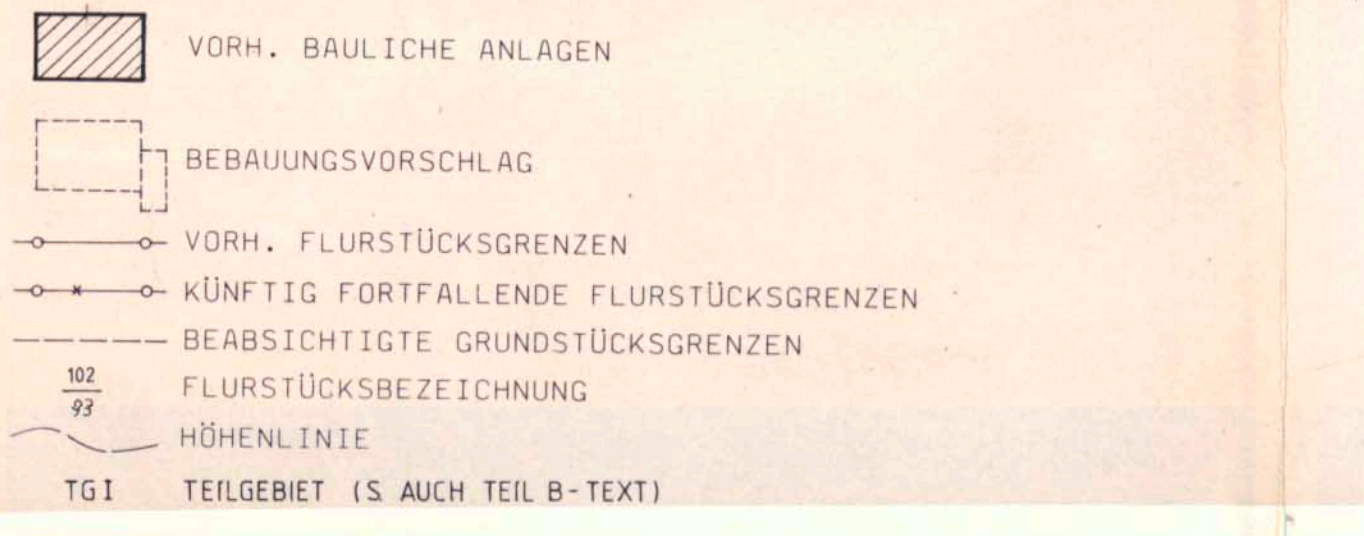 VORH. BAULICHE ANLAGEN
BEBAUUNGSVORSCHLAG
VORH. FLURSTÜCKSGRENZEN
KÜNFTIG FORTFALLENDE FLURSTÜCKSGRENZEN
BEABSICHTIGTE GRUNDSTÜCKSGRENZEN
102
93
FLURSTÜCKSBEZEICHNUNG
HÖHENLINIE
TG I TEILGEBIET (S. AUCH TEIL B-TEXT)